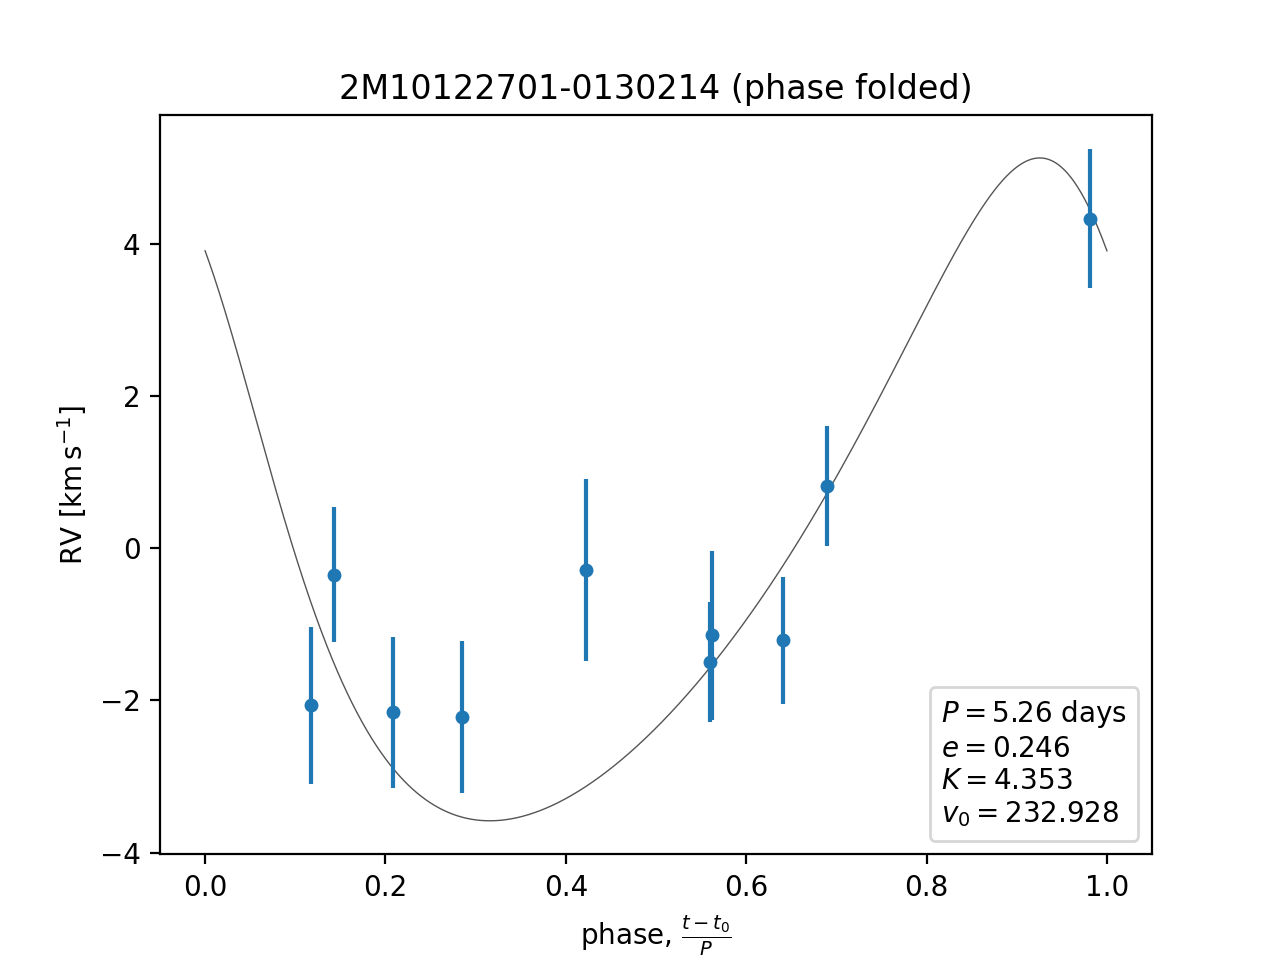 2M10122701-0130214 (phase folded)
RV [km s⁻¹]
4
2
0
−2
−4
0.0 0.2 0.4 0.6 0.8 1.0
phase, (t − t₀)/P
P = 5.26 days
e = 0.246
K = 4.353
v₀ = 232.928